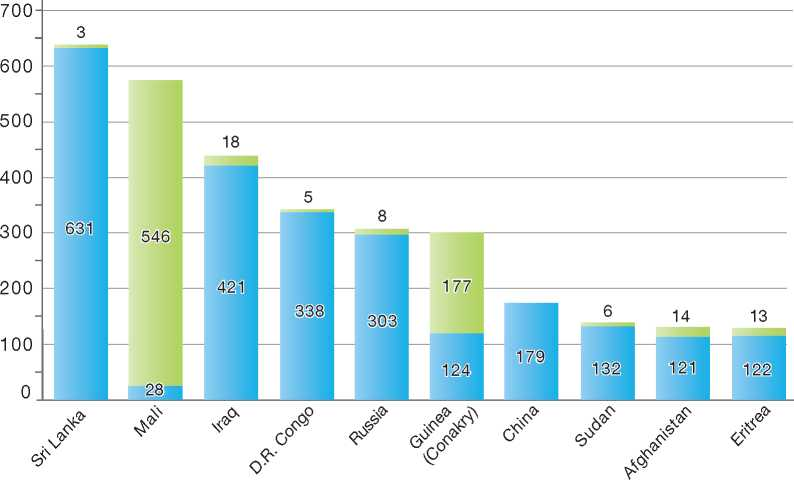 700
600
500
400
300
200
100
0
3
631
546
28
18
421
5
338
8
303
177
124
179
6
132
14
121
13
122
Sri Lanka
Mali
Iraq
D.R. Congo
Russia
Guinea
(Conakry)
China
Sudan
Afghanistan
Eritrea